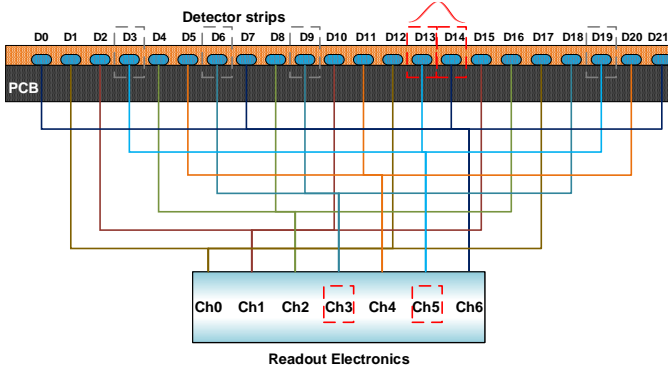 Detector strips
D0 D1 D2 D3 D4 D5 D6 D7 D8 D9 D10 D11 D12 D13 D14 D15 D16 D17 D18 D19 D20 D21
PCB
Ch0 Ch1 Ch2 Ch3 Ch4 Ch5 Ch6
Readout Electronics